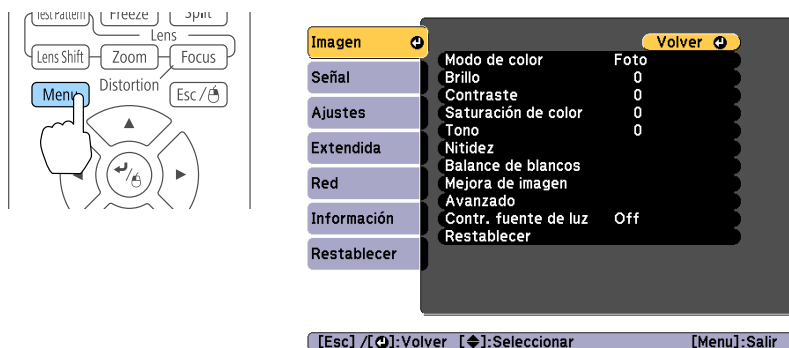 Test Pattern Freeze Split
Lens
Lens Shift Zoom Focus
Distortion
Menu Esc /
Imagen
Señal
Ajustes
Extendida
Red
Información
Restablecer
Volver
Modo de color Foto
Brillo 0
Contraste 0
Saturación de color 0
Tono 0
Nitidez
Balance de blancos
Mejora de imagen
Avanzado
Contr. fuente de luz Off
Restablecer
[Esc] /[ ]:Volver [ ]:Seleccionar [Menu]:Salir